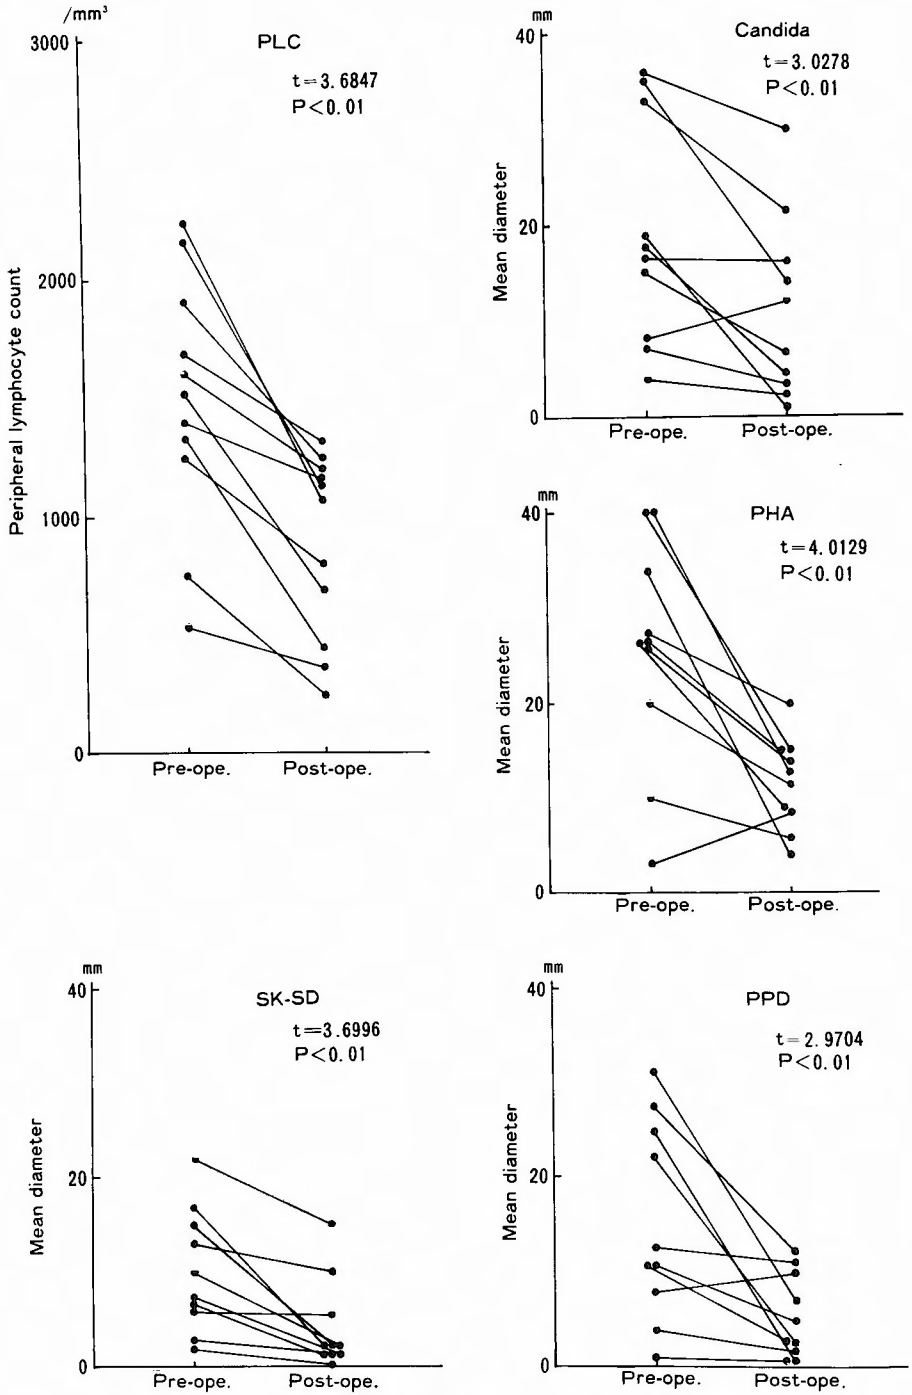 /mm³
3000
PLC
t=3.6847
P<0.01
2000
Peripheral lymphocyte count
1000
0
Pre-ope.
Post-ope.
mm
40
Candida
t=3.0278
P<0.01
Mean diameter
20
0
Pre-ope.
Post-ope.
mm
40
PHA
t=4.0129
P<0.01
Mean diameter
20
0
Pre-ope.
Post-ope.
mm
40
SK-SD
t=3.6996
P<0.01
Mean diameter
20
0
Pre-ope.
Post-ope.
mm
40
PPD
t=2.9704
P<0.01
Mean diameter
20
0
Pre-ope.
Post-ope.